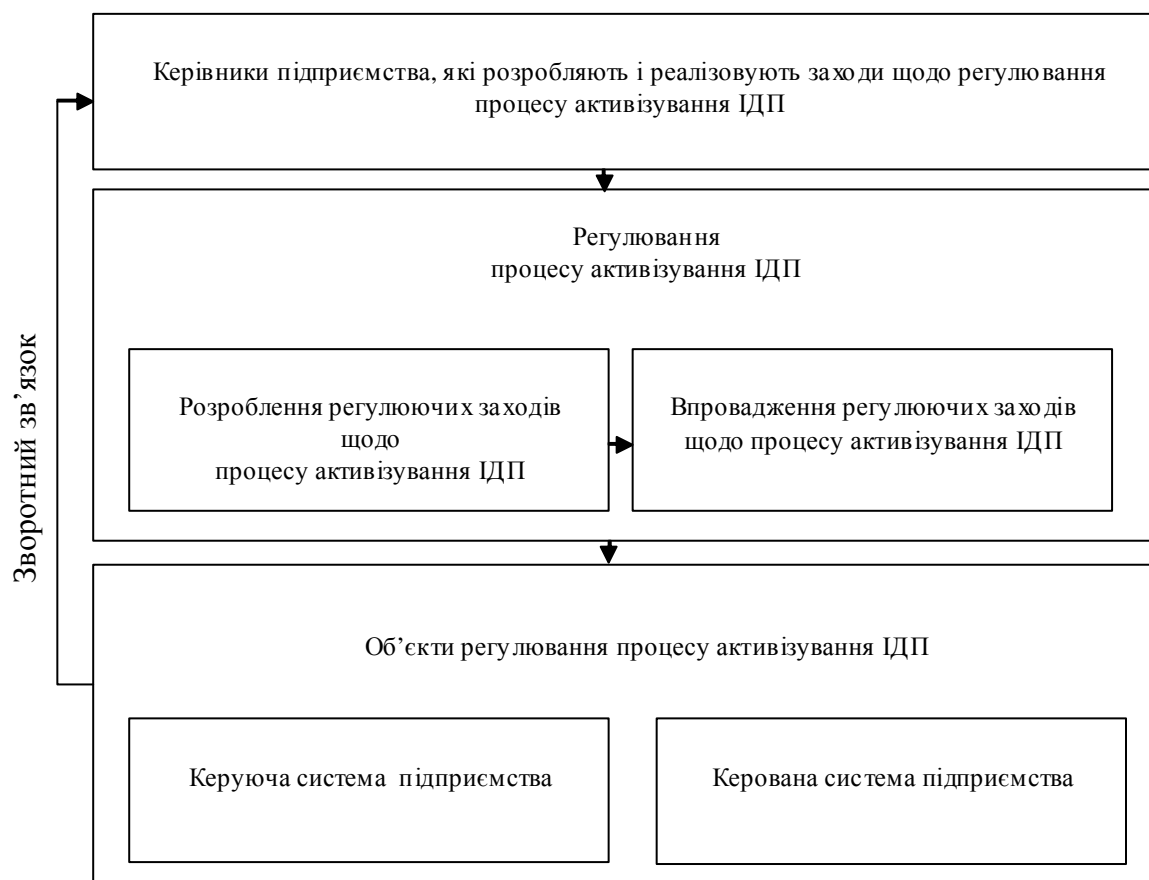 Керівники підприємства, які розробляють і реалізовують заходи щодо регулювання
процесу активізування ІДП
Регулювання
процесу активізування ІДП
Розроблення регулюючих заходів
щодо
процесу активізування ІДП
Впровадження регулюючих заходів
щодо процесу активізування ІДП
Зворотний зв’язок
Об’єкти регулювання процесу активізування ІДП
Керуюча система підприємства
Керована система підприємства